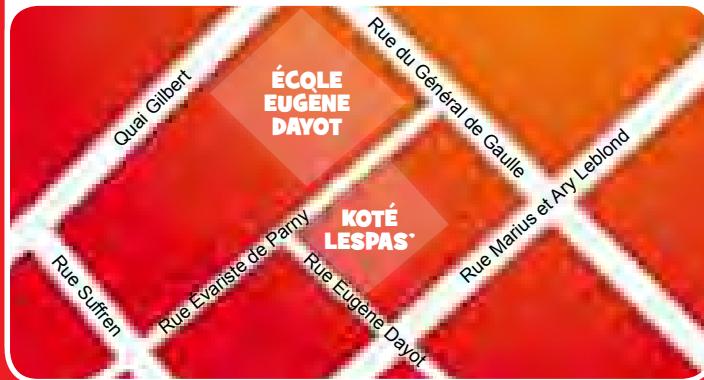 Quai Gilbert
Rue du Général de Gaulle
ÉCOLE
EUGÈNE
DAYOT
Rue Marius et Ary Leblond
KOTÉ
LESPAS*
Rue Évariste de Parny
Rue Suffren
Rue Eugène Dayot